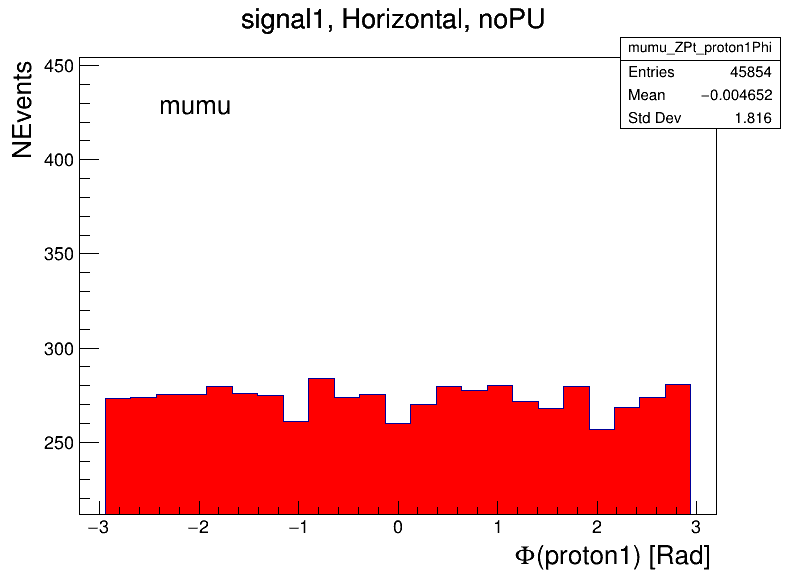 signal1, Horizontal, noPU
mumu_ZPt_proton1Phi
Entries 45854
Mean −0.004652
Std Dev 1.816
NEvents
mumu
450
400
350
300
250
−3 −2 −1 0 1 2 3
Φ(proton1) [Rad]